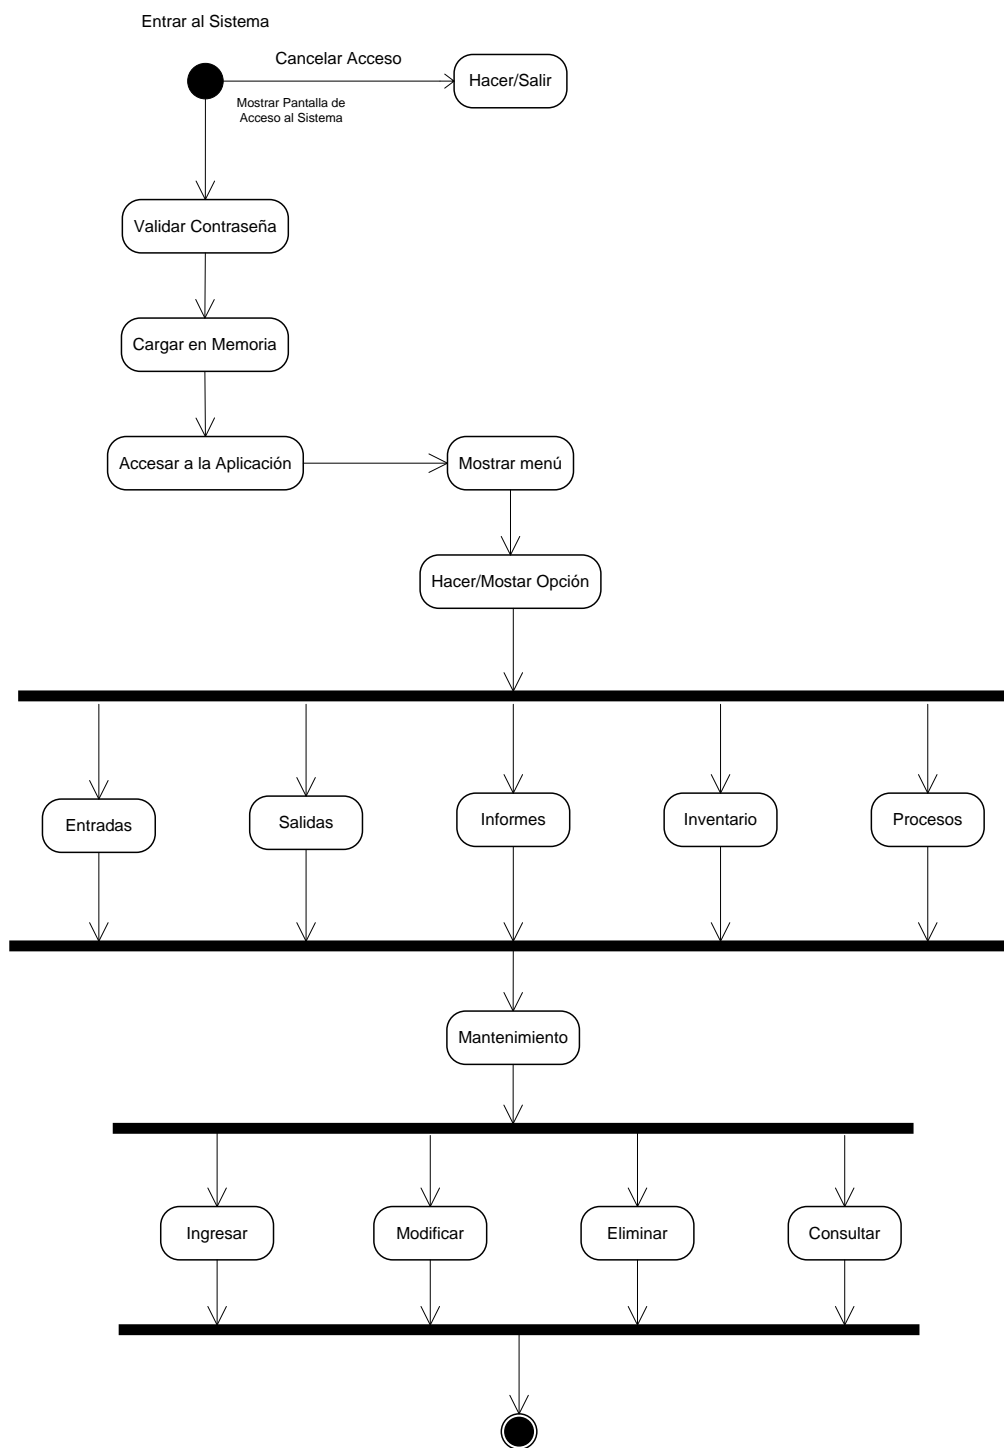 Entrar al Sistema
Cancelar Acceso
Hacer/Salir
Mostrar Pantalla de
Acceso al Sistema
Validar Contraseña
Cargar en Memoria
Accesar a la Aplicación
Mostrar menú
Hacer/Mostar Opción
Entradas
Salidas
Informes
Inventario
Procesos
Mantenimiento
Ingresar
Modificar
Eliminar
Consultar